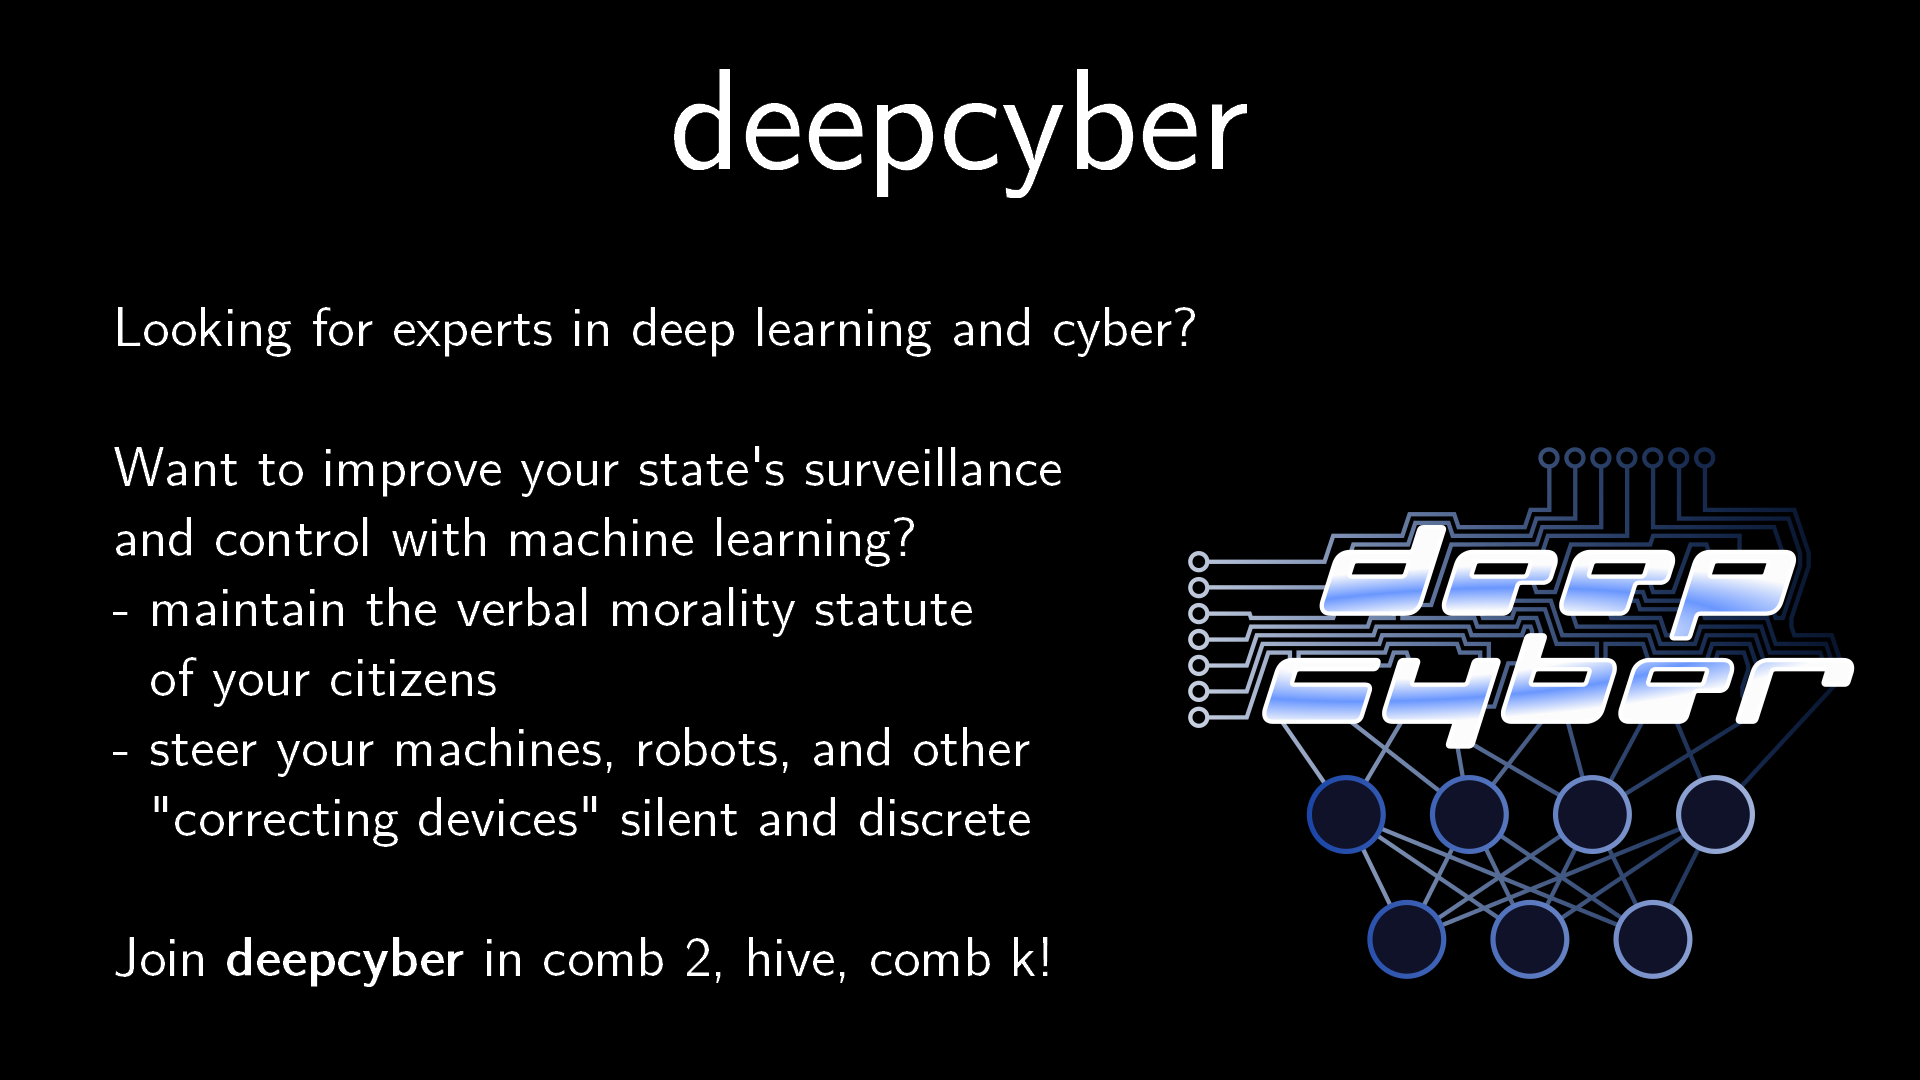 deepcyber
Looking for experts in deep learning and cyber?
Want to improve your state's surveillance
and control with machine learning?
- maintain the verbal morality statute
of your citizens
- steer your machines, robots, and other
"correcting devices" silent and discrete
Join deepcyber in comb 2, hive, comb k!
deep
cyber